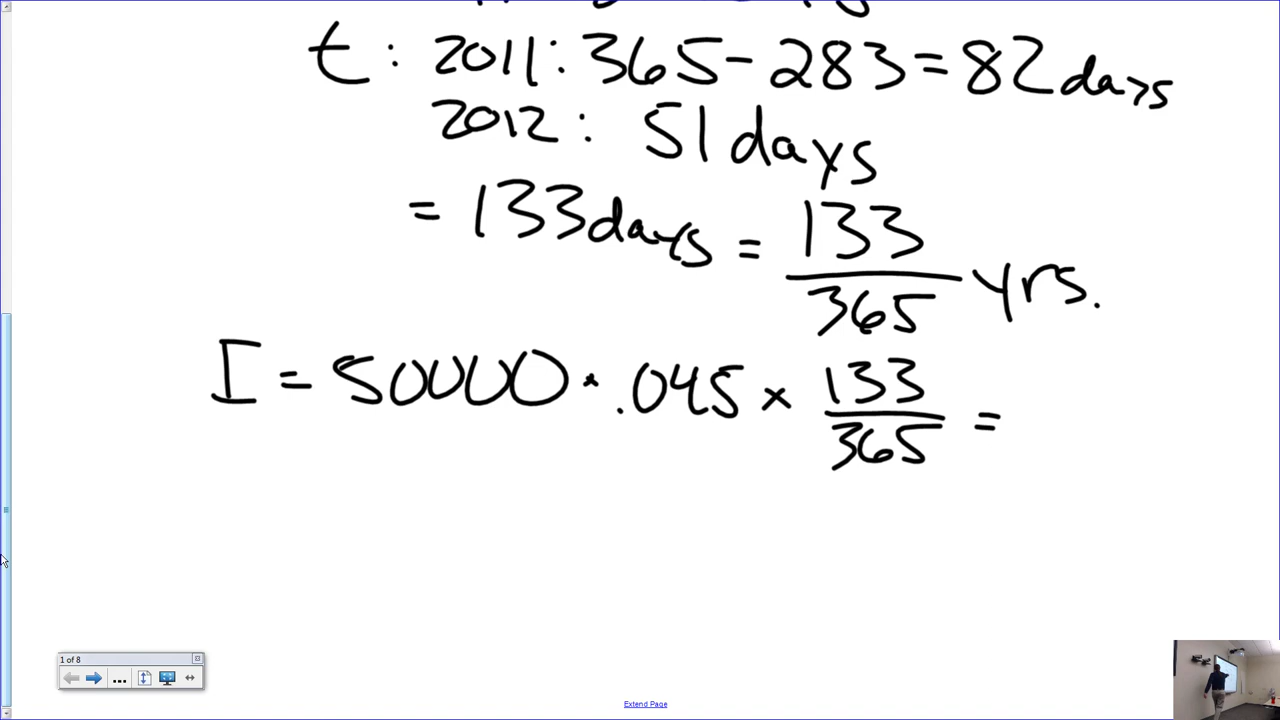 t : 2011 : 365 - 283 = 82 days
2012 : 51 days
= 133 days = 133/365 yrs.
I = 50000 · .045 × 133/365 =
1 of 8
...
Extend Page